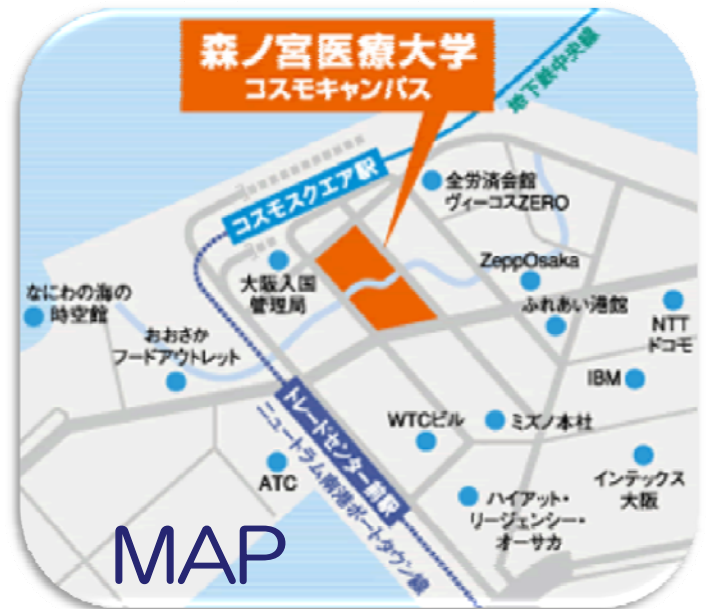 森ノ宮医療大学
コスモキャンパス
地下鉄中央線
コスモスクエア駅
全労済会館
ヴィーコスZERO
大阪入国
管理局
ZeppOsaka
なにわの海の
時空館
ふれあい港館
NTT
ドコモ
おおさか
フードアウトレット
IBM
トレードセンター前駅
ニュートラム南港ポートタウン線
WTCビル
ミズノ本社
ATC
インテックス
大阪
ハイアット・
リージェンシー・
オーサカ
MAP